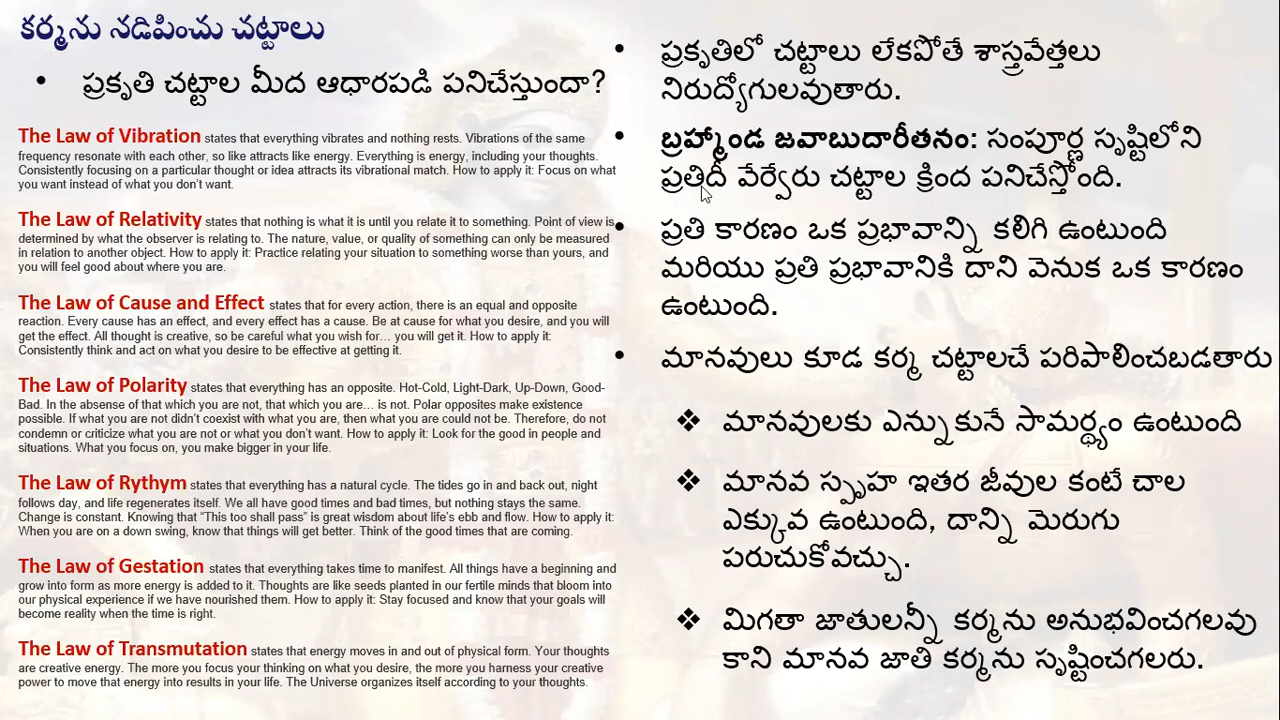 కర్మను నడిపించు చట్టాలు
• ప్రకృతి చట్టాల మీద ఆధారపడి పనిచేస్తుందా?
The Law of Vibration states that everything vibrates and nothing rests. Vibrations of the same
frequency resonate with each other, so like attracts like energy. Everything is energy, including your thoughts.
Consistently focusing on a particular thought or idea attracts its vibrational match. How to apply it: Focus on what
you want instead of what you don't want.
The Law of Relativity states that nothing is what it is until you relate it to something. Point of view is
determined by what the observer is relating to. The nature, value, or quality of something can only be measured
in relation to another object. How to apply it: Practice relating your situation to something worse than yours, and
you will feel good about where you are.
The Law of Cause and Effect states that for every action, there is an equal and opposite
reaction. Every cause has an effect, and every effect has a cause. Be at cause for what you desire, and you will
get the effect. All thought is creative, so be careful what you wish for… you will get it. How to apply it:
Consistently think and act on what you desire to be effective at getting it.
The Law of Polarity states that everything has an opposite. Hot-Cold, Light-Dark, Up-Down, Good-
Bad. In the absense of that which you are not, that which you are… is not. Polar opposites make existence
possible. If what you are not didn't coexist with what you are, then what you are could not be. Therefore, do not
condemn or criticize what you are not or what you don't want. How to apply it: Look for the good in people and
situations. What you focus on, you make bigger in your life.
The Law of Rythym states that everything has a natural cycle. The tides go in and back out, night
follows day, and life regenerates itself. We all have good times and bad times, but nothing stays the same.
Change is constant. Knowing that "This too shall pass" is great wisdom about life's ebb and flow. How to apply it:
When you are on a down swing, know that things will get better. Think of the good times that are coming.
The Law of Gestation states that everything takes time to manifest. All things have a beginning and
grow into form as more energy is added to it. Thoughts are like seeds planted in our fertile minds that bloom into
our physical experience if we have nourished them. How to apply it: Stay focused and know that your goals will
become reality when the time is right.
The Law of Transmutation states that energy moves in and out of physical form. Your thoughts
are creative energy. The more you focus your thinking on what you desire, the more you harness your creative
power to move that energy into results in your life. The Universe organizes itself according to your thoughts.
• ప్రకృతిలో చట్టాలు లేకపోతే శాస్త్రవేత్తలు
నిరుద్యోగులవుతారు.
• బ్రహ్మాండ జవాబుదారీతనం: సంపూర్ణ సృష్టిలోని
ప్రతిదీ వేర్వేరు చట్టాల క్రింద పనిచేస్తోంది.
• ప్రతి కారణం ఒక ప్రభావాన్ని కలిగి ఉంటుంది
మరియు ప్రతి ప్రభావానికి దాని వెనుక ఒక కారణం
ఉంటుంది.
• మానవులు కూడ కర్మ చట్టాలచే పరిపాలించబడతారు
❖ మానవులకు ఎన్నుకునే సామర్థ్యం ఉంటుంది
❖ మానవ స్పృహ ఇతర జీవుల కంటే చాల
ఎక్కువ ఉంటుంది, దాన్ని మెరుగు
పరుచుకోవచ్చు.
❖ మిగతా జాతులన్నీ కర్మను అనుభవించగలవు
కాని మానవ జాతి కర్మను సృష్టించగలరు.